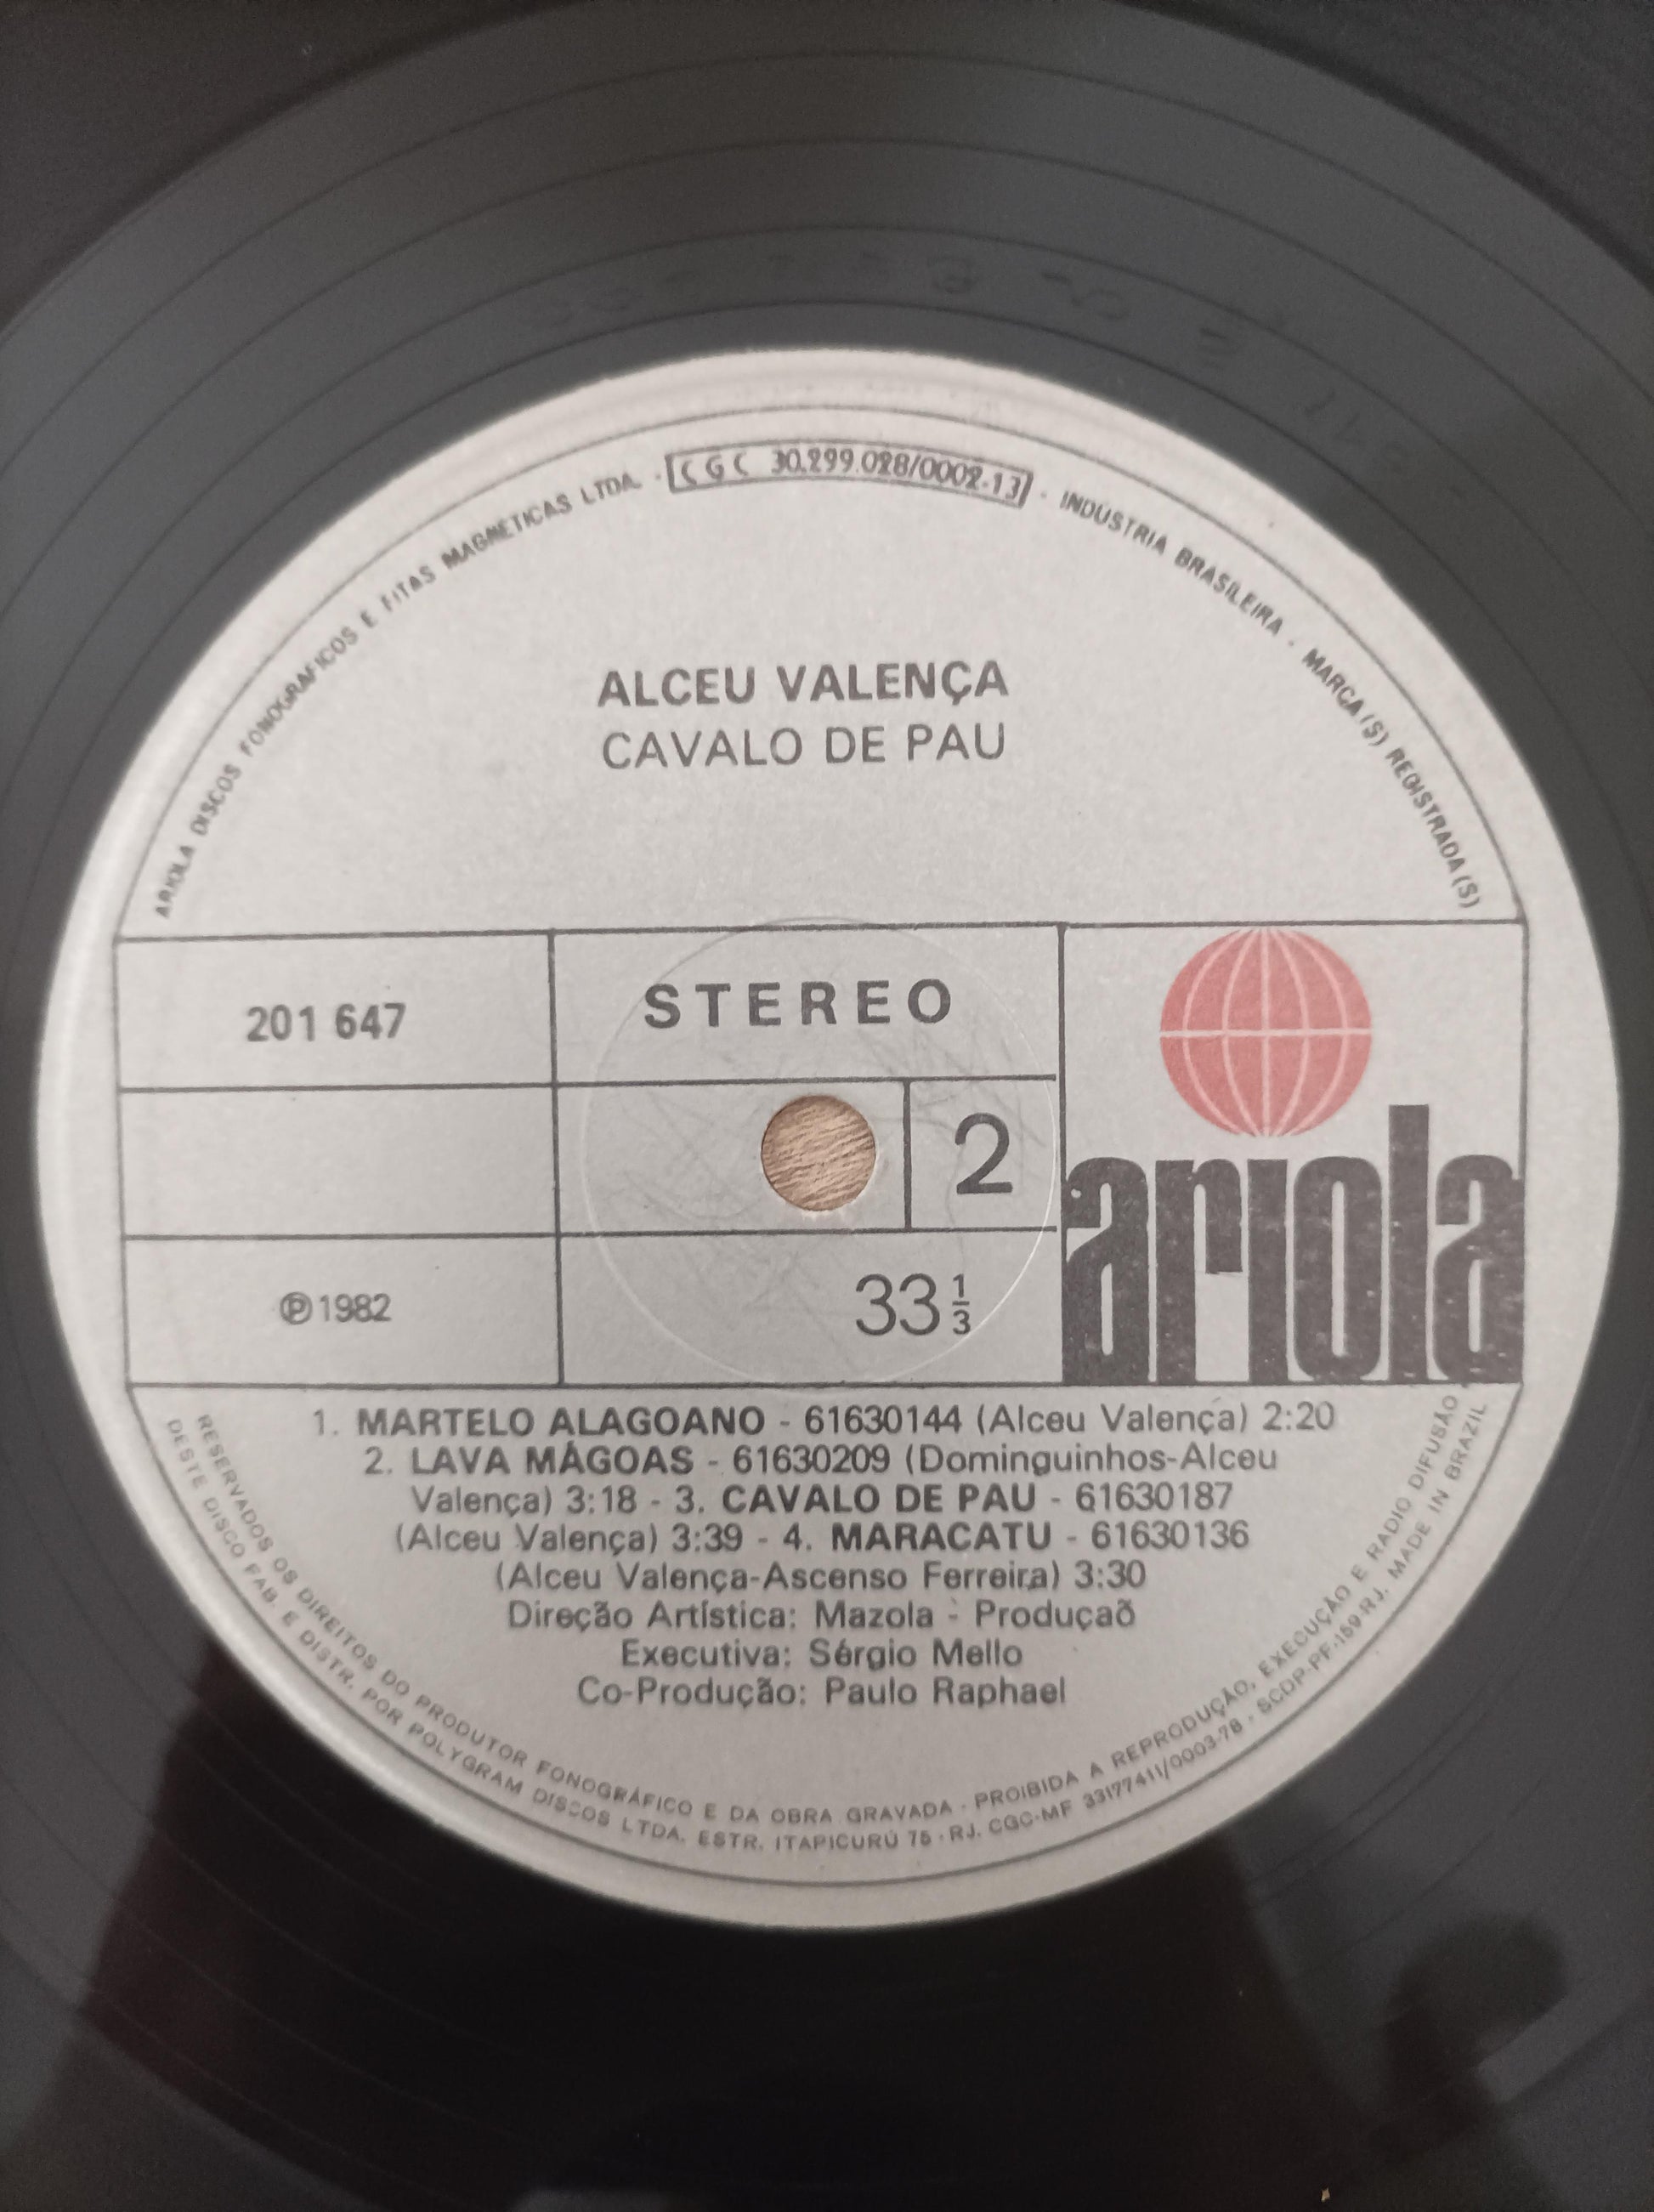 ARIOLA DISCOS FONOGRAFICOS E FITAS MAGNETICAS LTDA. · CGC 30.299.028/0002-13 · INDUSTRIA BRASILEIRA · MARCA(S) REGISTRADA(S)
ALCEU VALENÇA
CAVALO DE PAU
201 647
STEREO
2
℗1982
33 1/3
ariola
1. MARTELO ALAGOANO - 61630144 (Alceu Valença) 2:20
2. LAVA MÁGOAS - 61630209 (Dominguinhos-Alceu
Valença) 3:18 - 3. CAVALO DE PAU - 61630187
(Alceu Valença) 3:39 - 4. MARACATU - 61630136
(Alceu Valença-Ascenso Ferreira) 3:30
Direção Artística: Mazola - Produçaõ
Executiva: Sérgio Mello
Co-Produção: Paulo Raphael
RESERVADOS OS DIREITOS DO PRODUTOR FONOGRÁFICO E DA OBRA GRAVADA · PROIBIDA A REPRODUÇÃO, EXECUÇÃO E RADIO DIFUSÃO
DESTE DISCO FAB. E DISTR. POR POLYGRAM DISCOS LTDA. ESTR. ITAPICURÚ 75 · RJ. CGC-MF 33177411/0003-78 · SCDP-PF-159 RJ. MADE IN BRAZIL